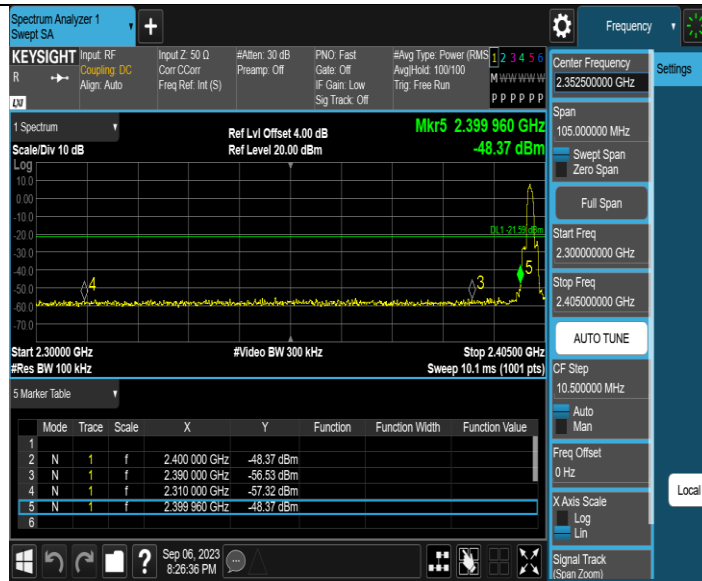 Spectrum Analyzer 1
Swept SA
+
Frequency
KEYSIGHT
R
LXI
Input: RF
Coupling: DC
Align: Auto
Input Z: 50 Ω
Corr CCorr
Freq Ref: Int (S)
#Atten: 30 dB
Preamp: Off
PNO: Fast
Gate: Off
IF Gain: Low
Sig Track: Off
#Avg Type: Power (RMS
Avg|Hold: 100/100
Trig: Free Run
1 2 3 4 5 6
M W W W W W
P P P P P P
1 Spectrum
Scale/Div 10 dB
Ref Lvl Offset 4.00 dB
Ref Level 20.00 dBm
Mkr5 2.399 960 GHz
-48.37 dBm
Log
10.0
0.00
-10.0
-20.0
-30.0
-40.0
-50.0
-60.0
-70.0
DL1 -21.59 dBm
4
3
5
Start 2.30000 GHz
#Res BW 100 kHz
#Video BW 300 kHz
Stop 2.40500 GHz
Sweep 10.1 ms (1001 pts)
5 Marker Table
Mode Trace Scale X Y Function Function Width Function Value
1
2 N 1 f 2.400 000 GHz -48.37 dBm
3 N 1 f 2.390 000 GHz -56.53 dBm
4 N 1 f 2.310 000 GHz -57.32 dBm
5 N 1 f 2.399 960 GHz -48.37 dBm
6
?
Sep 06, 2023
8:26:36 PM
Center Frequency
2.352500000 GHz
Span
105.000000 MHz
Swept Span
Zero Span
Full Span
Start Freq
2.300000000 GHz
Stop Freq
2.405000000 GHz
AUTO TUNE
CF Step
10.500000 MHz
Auto
Man
Freq Offset
0 Hz
X Axis Scale
Log
Lin
Signal Track
(Span Zoom)
Settings
Local